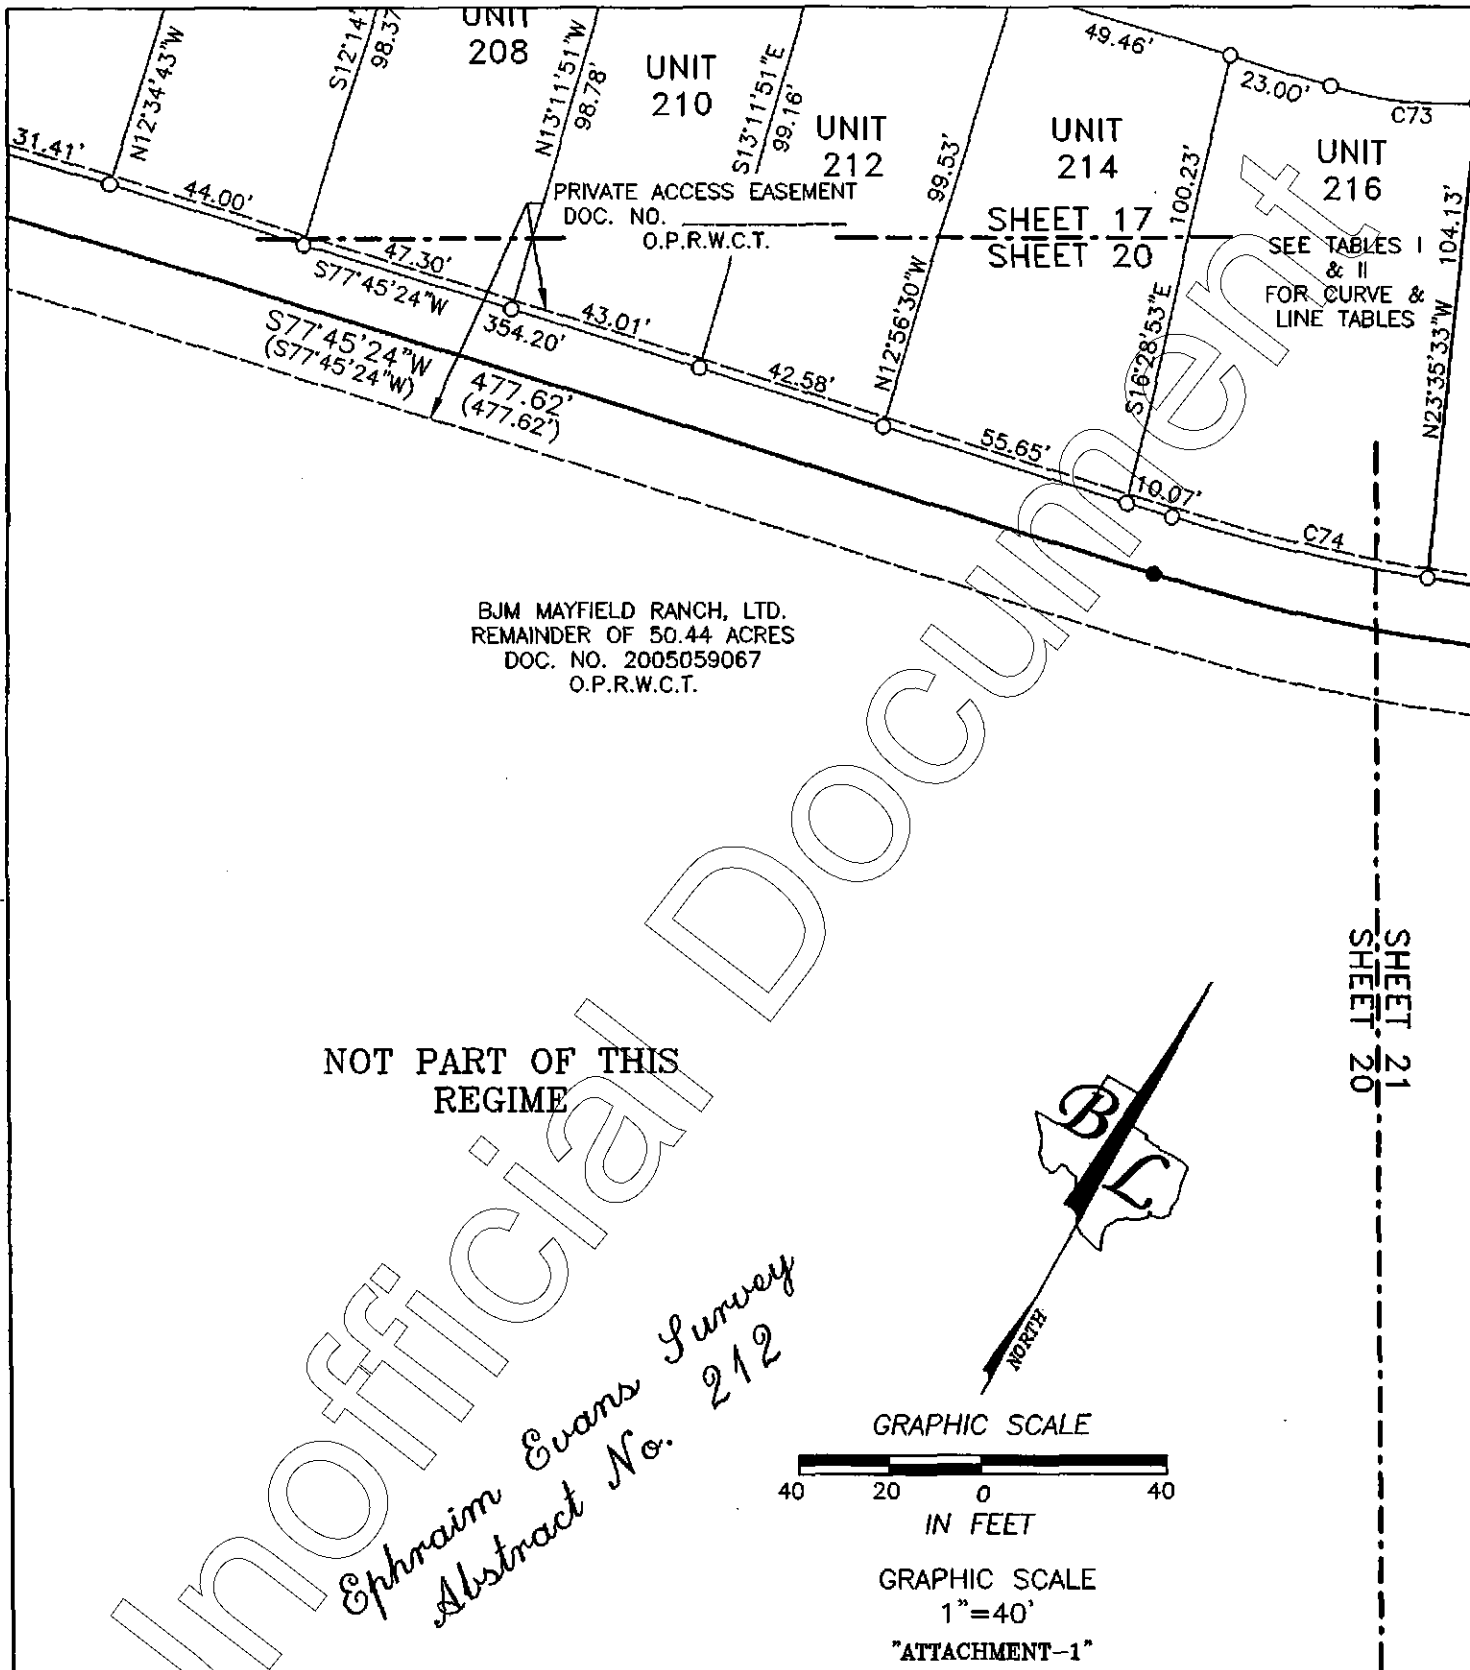 UNIT
208
UNIT
210
UNIT
212
UNIT
214
UNIT
216
49.46'
23.00'
C73
N12°34'43"W
S12°14'
98.37
N13°11'51"W
98.78'
S13°11'51"E
99.16'
99.53'
N12°56'30"W
100.23'
S16°28'53"E
104.13'
N23°35'33"W
31.41'
44.00'
PRIVATE ACCESS EASEMENT
DOC. NO.
O.P.R.W.C.T.
SHEET 17
SHEET 20
SEE TABLES I
& II
FOR CURVE &
LINE TABLES
47.30'
S77°45'24"W
354.20'
43.01'
42.58'
55.65'
10.07'
C74
S77°45'24"W
(S77°45'24"W)
477.62'
(477.62')
BJM MAYFIELD RANCH, LTD.
REMAINDER OF 50.44 ACRES
DOC. NO. 2005059067
O.P.R.W.C.T.
SHEET 21
SHEET 20
NOT PART OF THIS
REGIME
B
L
NORTH
Ephraim Evans Survey
Abstract No. 212
GRAPHIC SCALE
40 20 0 40
IN FEET
GRAPHIC SCALE
1"=40'
"ATTACHMENT-1"
nofficial Document